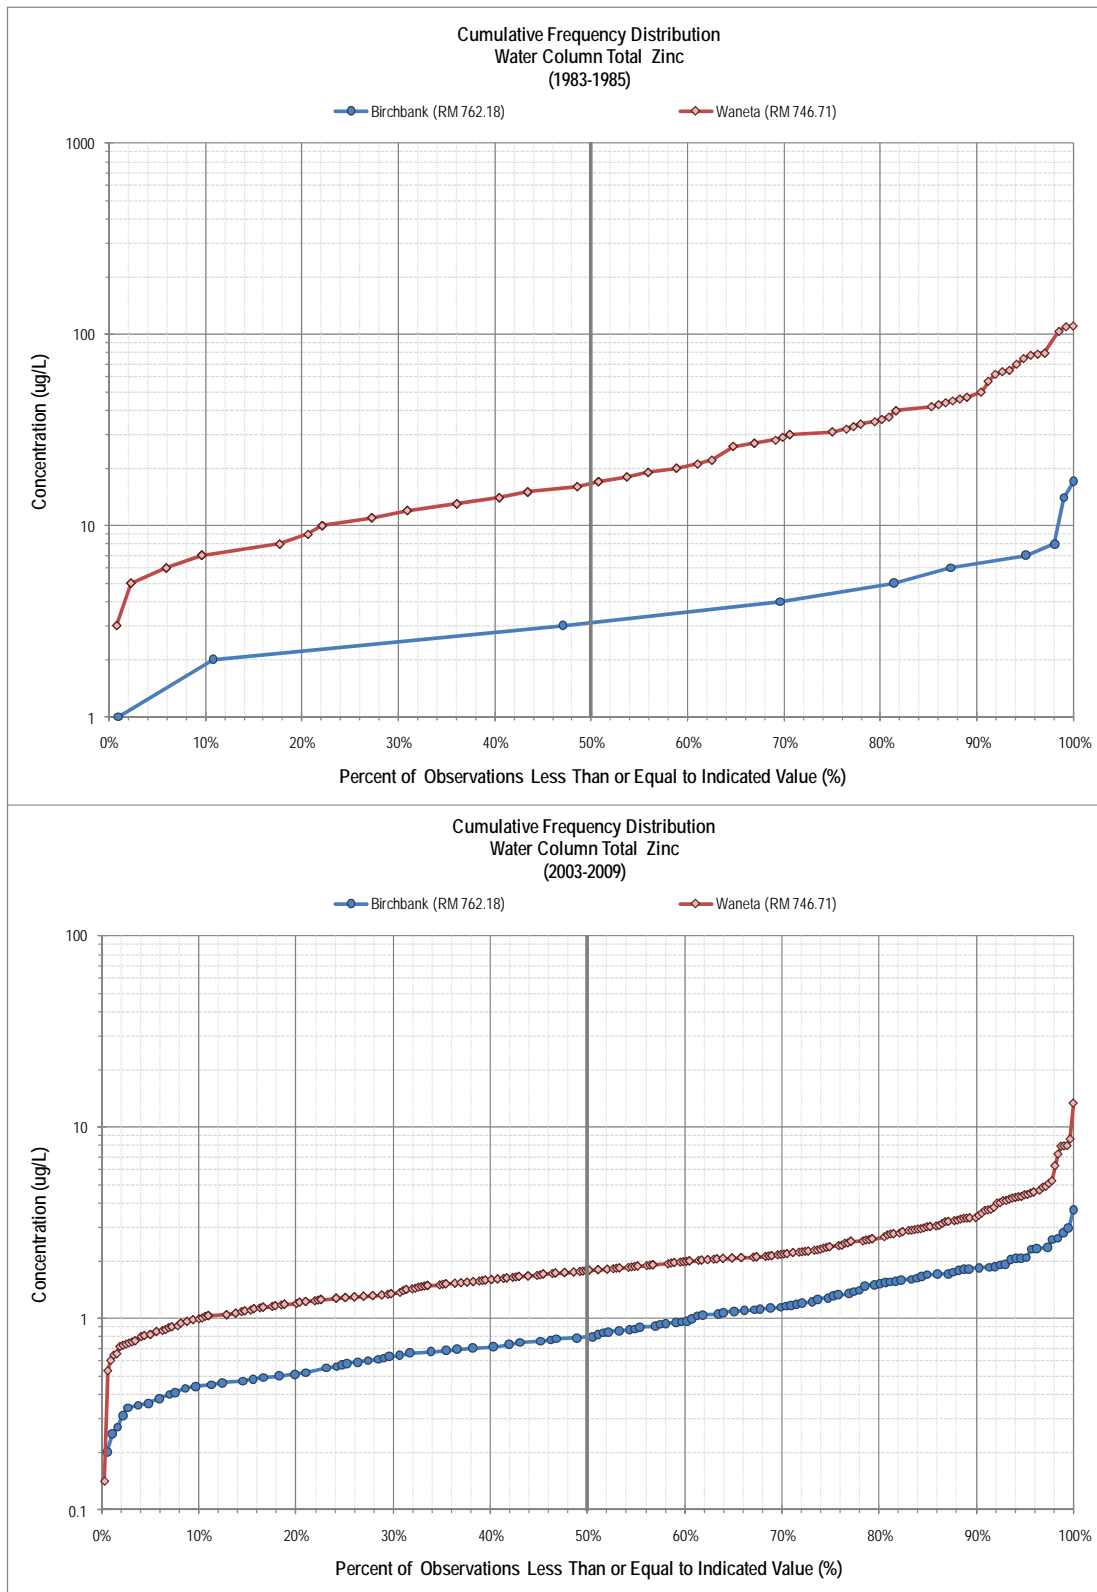 Cumulative Frequency Distribution
Water Column Total Zinc
(1983-1985)
Birchbank (RM 762.18)
Waneta (RM 746.71)
1000
100
10
1
Concentration (ug/L)
0% 10% 20% 30% 40% 50% 60% 70% 80% 90% 100%
Percent of Observations Less Than or Equal to Indicated Value (%)
Cumulative Frequency Distribution
Water Column Total Zinc
(2003-2009)
Birchbank (RM 762.18)
Waneta (RM 746.71)
100
10
1
0.1
Concentration (ug/L)
0% 10% 20% 30% 40% 50% 60% 70% 80% 90% 100%
Percent of Observations Less Than or Equal to Indicated Value (%)